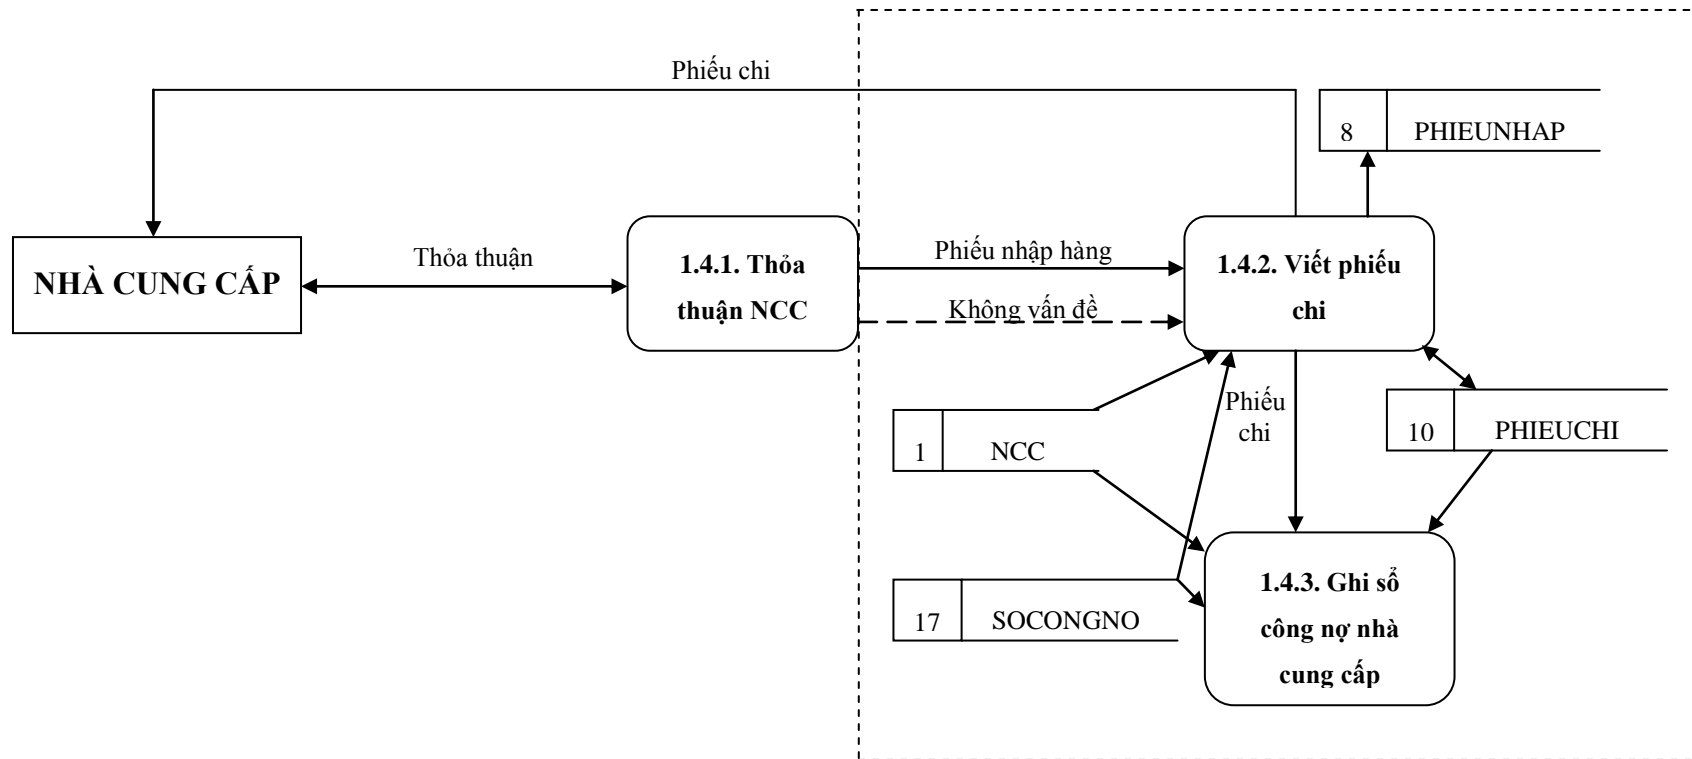 Phiếu chi
8 PHIEUNHAP
NHÀ CUNG CẤP
Thỏa thuận
1.4.1. Thỏa
thuận NCC
Phiếu nhập hàng
Không vấn đề
1.4.2. Viết phiếu
chi
1 NCC
Phiếu
chi
10 PHIEUCHI
17 SOCONGNO
1.4.3. Ghi sổ
công nợ nhà
cung cấp